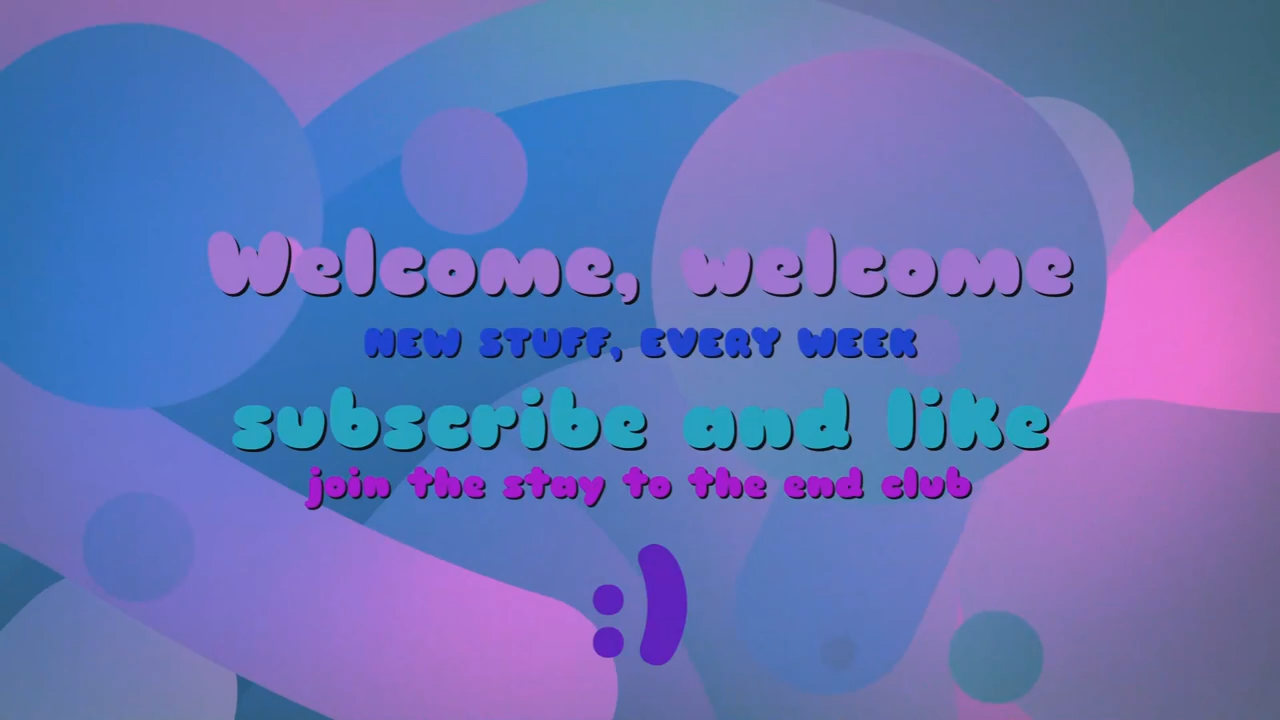 Welcome, welcome
NEW STUFF, EVERY WEEK
subscribe and like
join the stay to the end club
:)